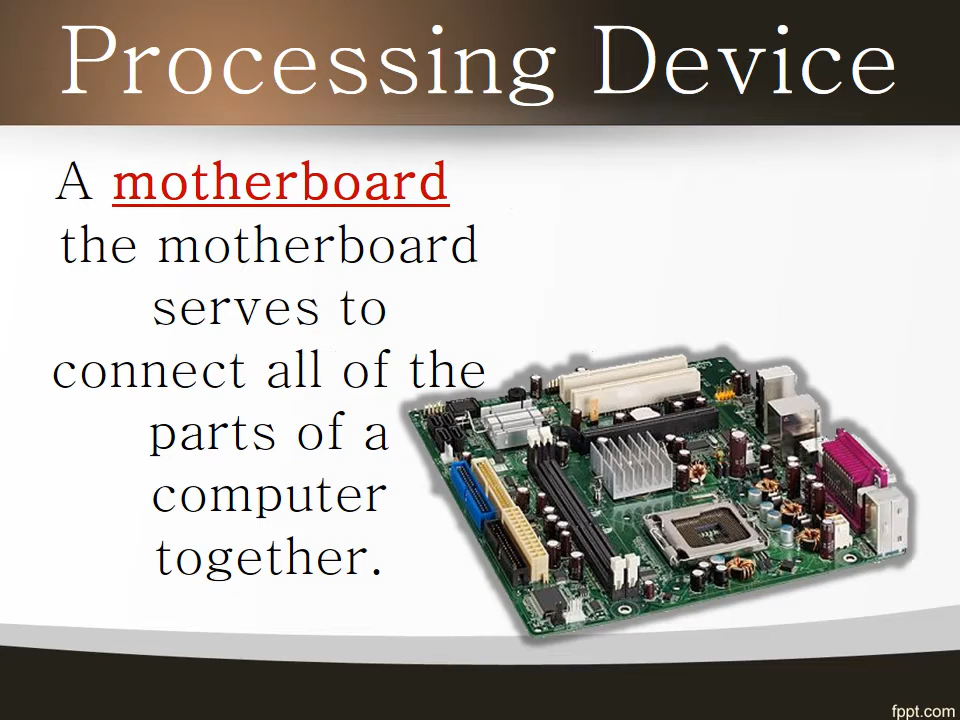 Processing Device
A motherboard
the motherboard
serves to
connect all of the
parts of a
computer
together.
fppt.com